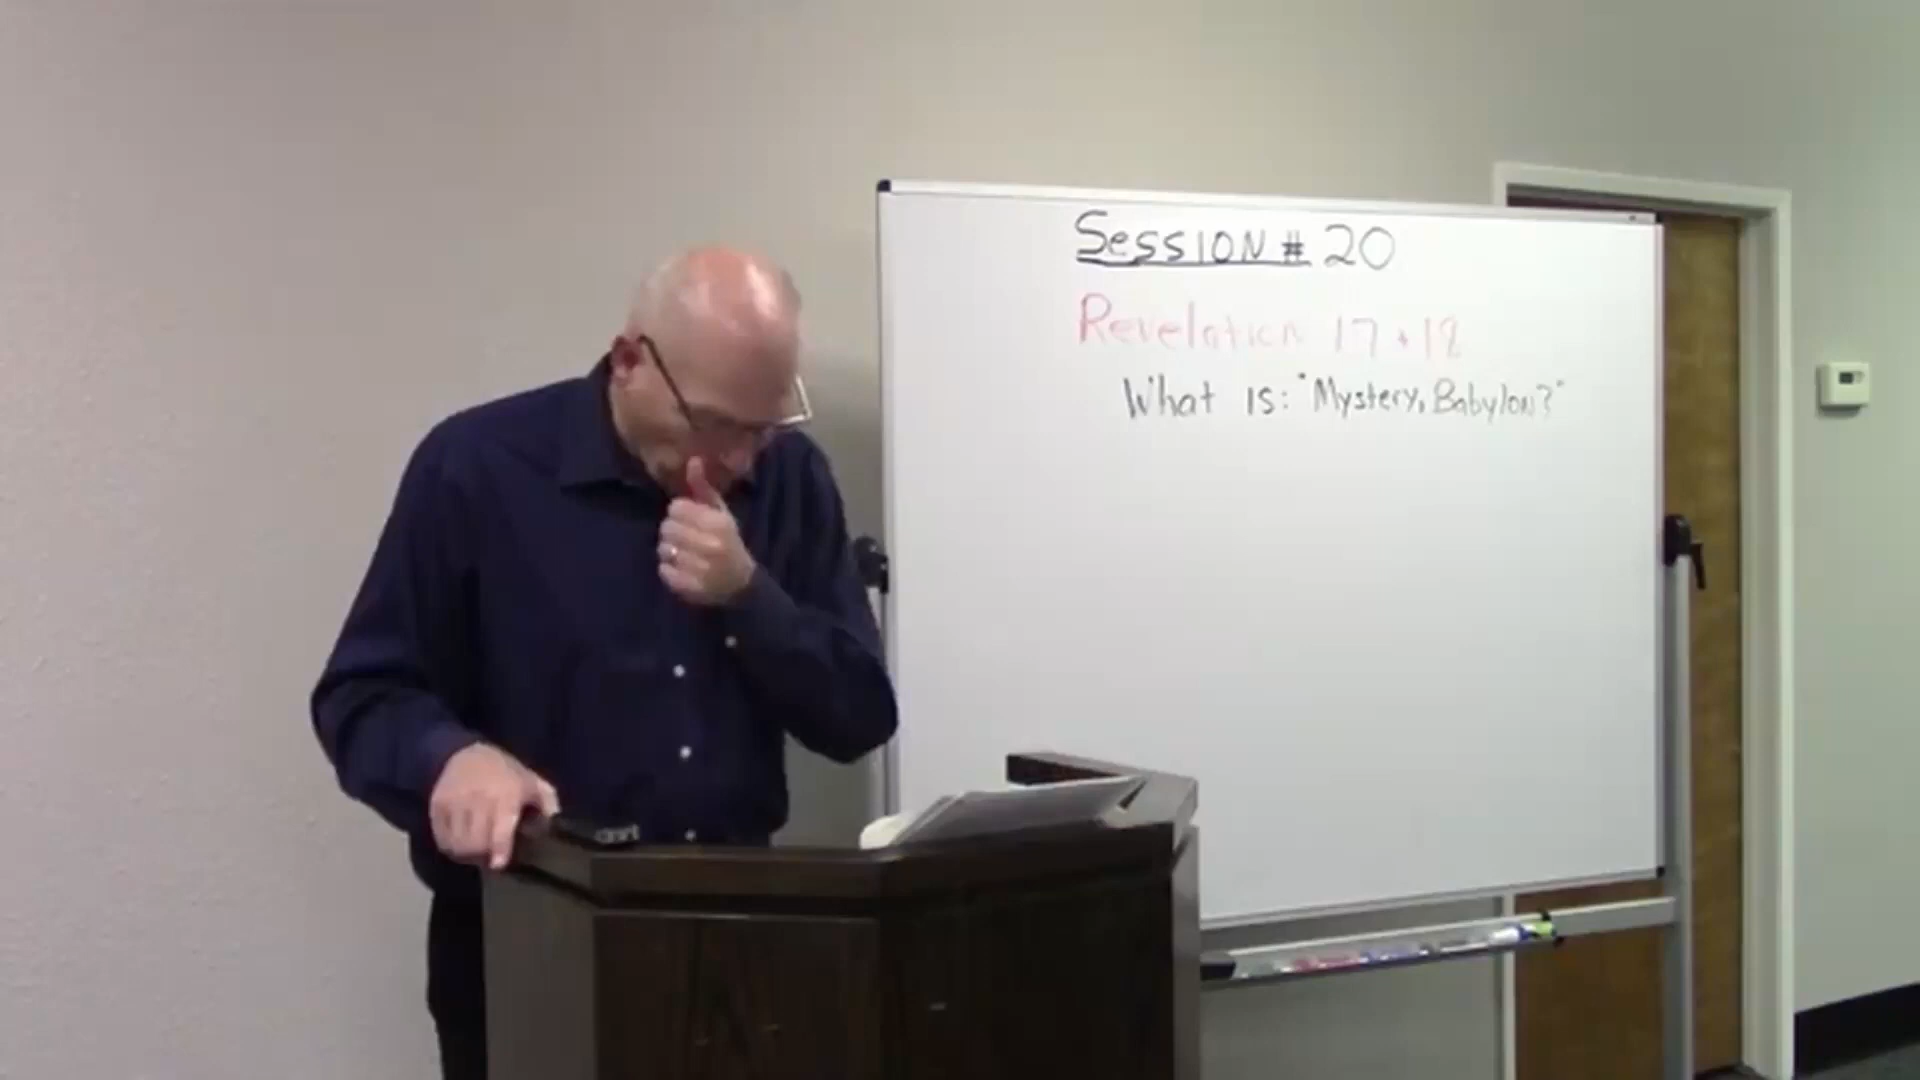 Session # 20
Revelation 17 + 18
What is: "Mystery, Babylon?"